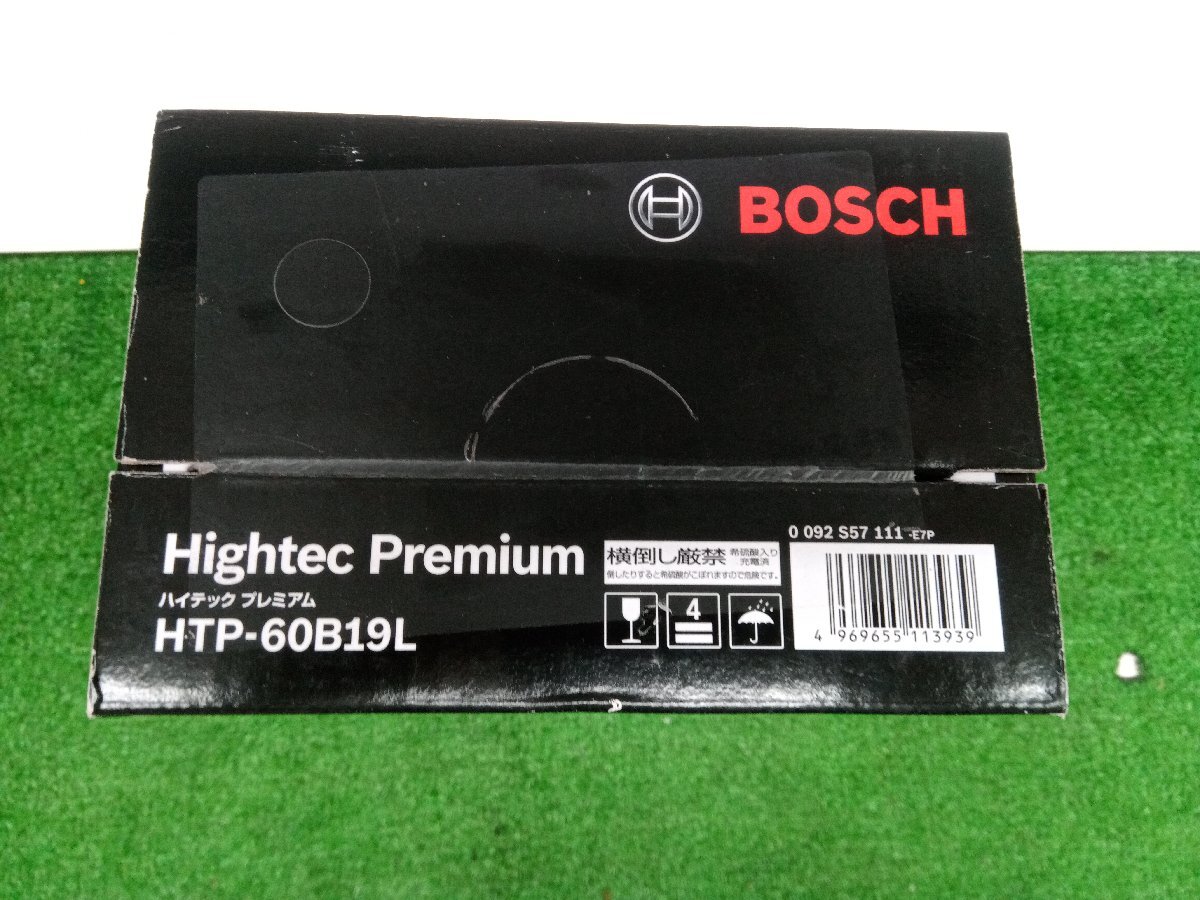 BOSCH
Hightec Premium
ハイテック プレミアム
HTP-60B19L
横倒し厳禁 希硫酸入り 充電済
倒したりすると希硫酸がこぼれますので危険です。
4
0 092 S57 111-E7P
4 969655 113939